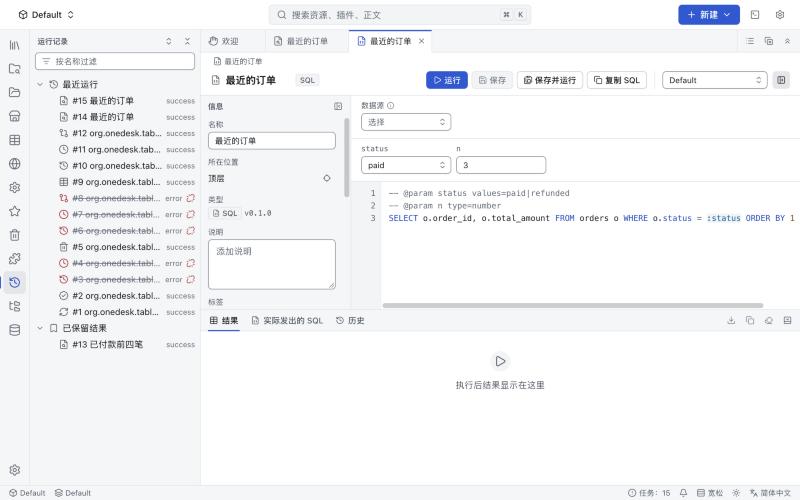 Default
搜索资源、插件、正文
⌘ K
+ 新建
运行记录
按名称过滤
最近运行
#15 最近的订单 success
#14 最近的订单 success
#12 org.onedesk.tab... success
#11 org.onedesk.tabl... success
#10 org.onedesk.tab... success
#9 org.onedesk.tabl... success
#8 org.onedesk.tabl... error
#7 org.onedesk.tabl... error
#6 org.onedesk.tabl... error
#5 org.onedesk.tabl... success
#4 org.onedesk.tabl... error
#3 org.onedesk.tabl... error
#2 org.onedesk.tabl... success
#1 org.onedesk.tabl... success
已保留结果
#13 已付款前四笔 success
欢迎
最近的订单
最近的订单
最近的订单
最近的订单 SQL
运行
保存
保存并运行
复制 SQL
Default
信息
名称
最近的订单
所在位置
顶层
类型
SQL v0.1.0
说明
添加说明
标签
数据源
选择
status n
paid 3
1 -- @param status values=paid|refunded
2 -- @param n type=number
3 SELECT o.order_id, o.total_amount FROM orders o WHERE o.status = :status ORDER BY 1
结果 实际发出的 SQL 历史
执行后结果显示在这里
Default Default
任务: 15
宽松
简体中文